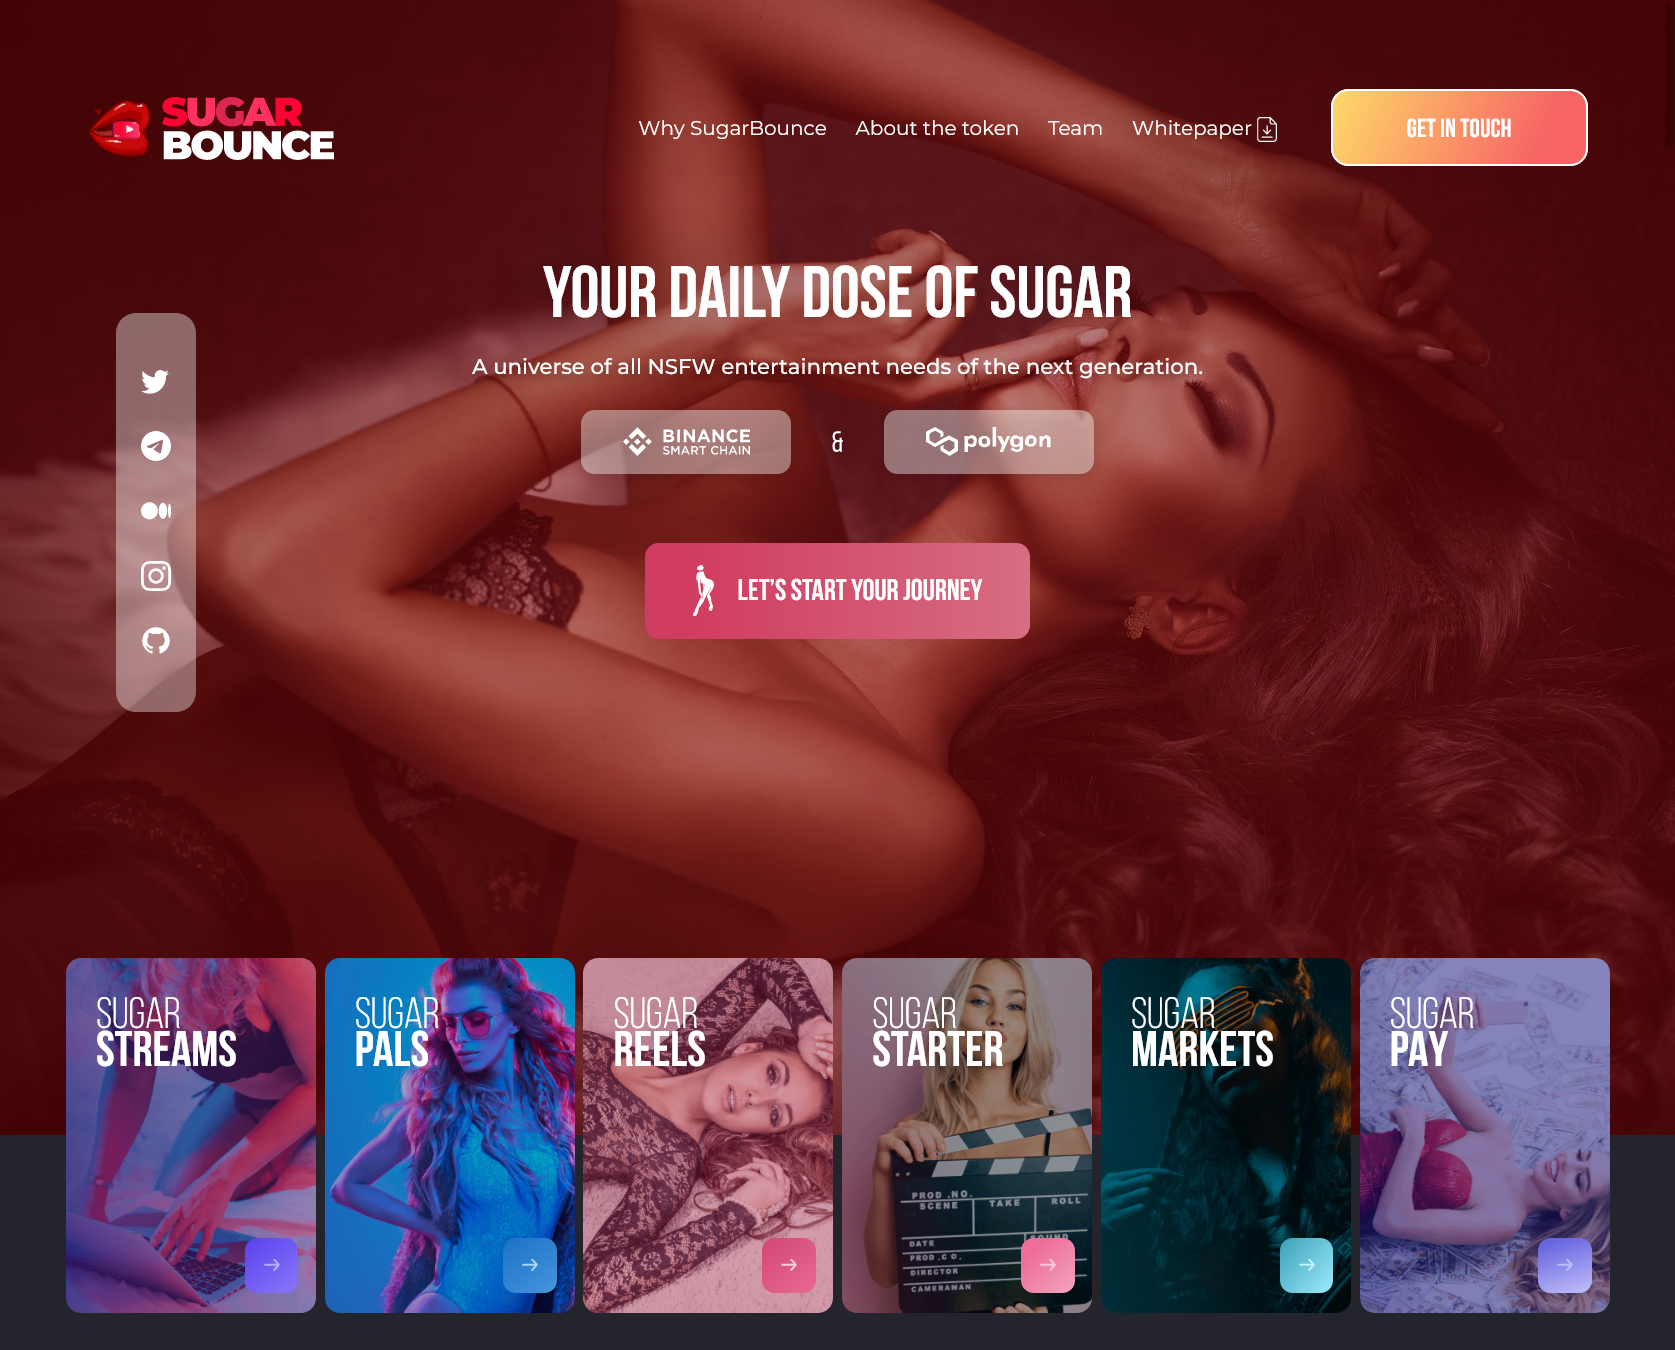 SUGAR
BOUNCE
Why SugarBounce
About the token
Team
Whitepaper
GET IN TOUCH
YOUR DAILY DOSE OF SUGAR
A universe of all NSFW entertainment needs of the next generation.
BINANCE
SMART CHAIN
&
polygon
LET'S START YOUR JOURNEY
SUGAR
STREAMS
SUGAR
PALS
SUGAR
REELS
SUGAR
STARTER
PROD.NO.
SCENE
TAKE
ROLL
DATE
SOUND
PROD.CO.
DIRECTOR
CAMERAMAN
SUGAR
MARKETS
SUGAR
PAY